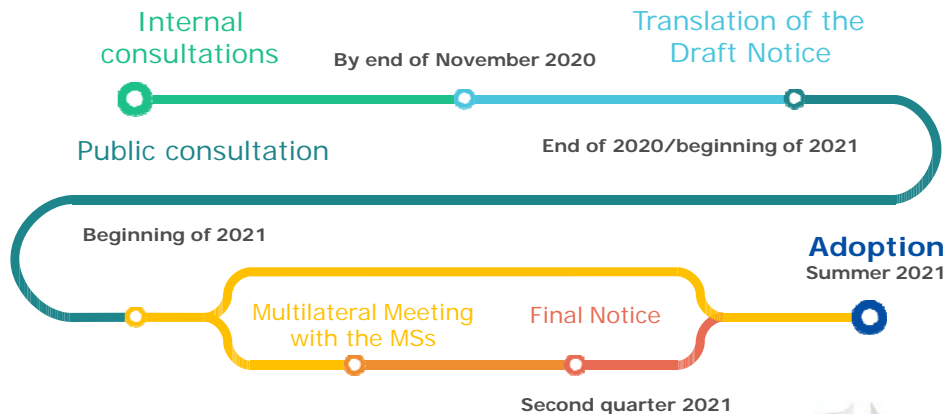 Internal
consultations
By end of November 2020
Translation of the
Draft Notice
Public consultation
End of 2020/beginning of 2021
Beginning of 2021
Adoption
Summer 2021
Multilateral Meeting
with the MSs
Final Notice
Second quarter 2021